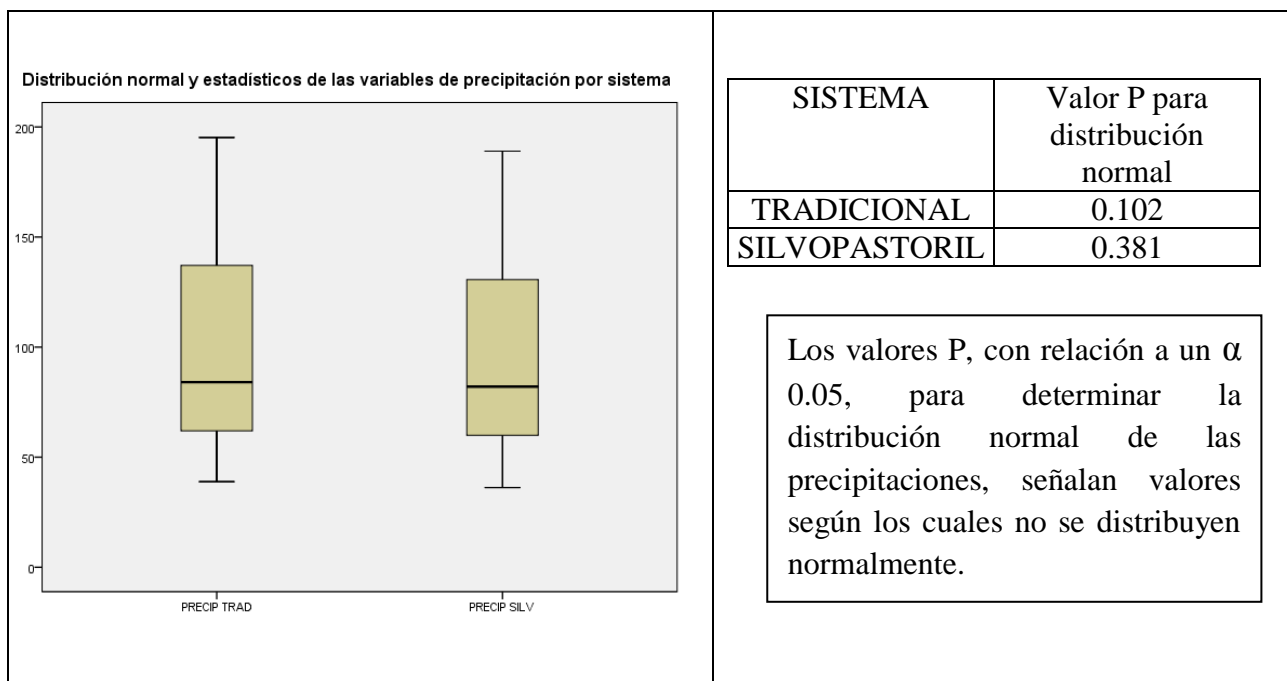 Distribución normal y estadísticos de las variables de precipitación por sistema
200
150
100
50
0
PRECIP TRAD
PRECIP SILV
SISTEMA
Valor P para
distribución
normal
TRADICIONAL
0.102
SILVOPASTORIL
0.381
Los valores P, con relación a un α
0.05, para determinar la
distribución normal de las
precipitaciones, señalan valores
según los cuales no se distribuyen
normalmente.